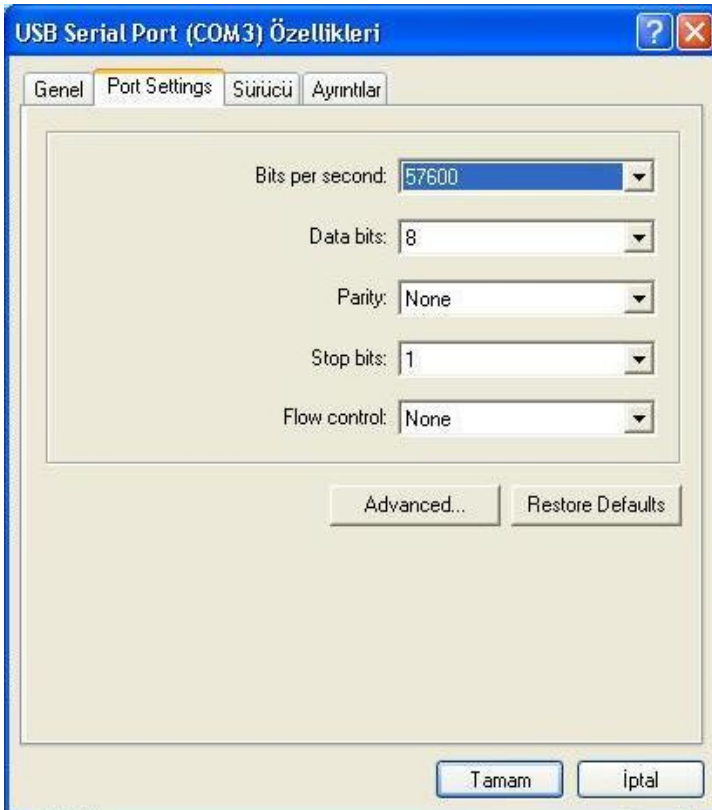 USB Serial Port (COM3) Özellikleri
Genel Port Settings Sürücü Ayrıntılar
Bits per second: 57600
Data bits: 8
Parity: None
Stop bits: 1
Flow control: None
Advanced... Restore Defaults
Tamam İptal